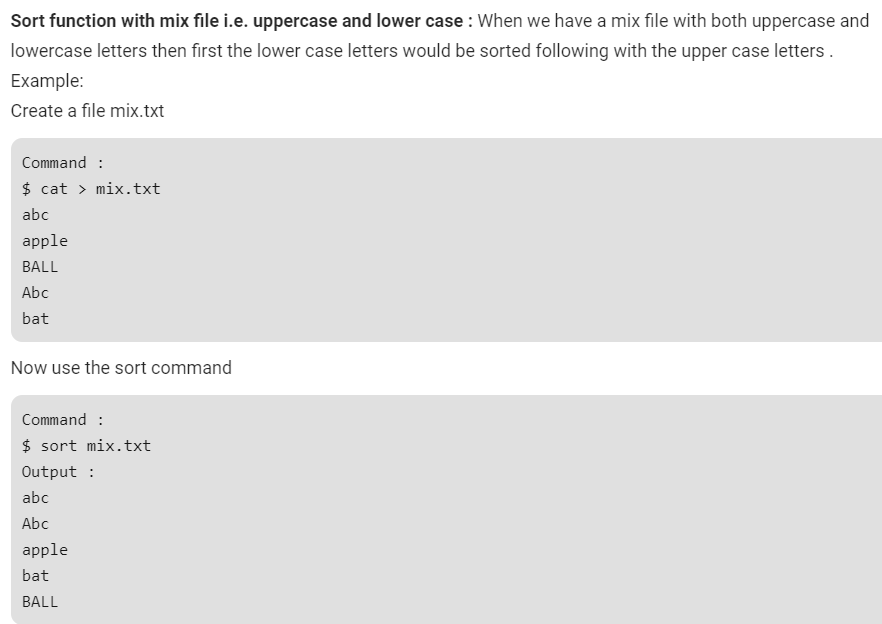 Sort function with mix file i.e. uppercase and lower case : When we have a mix file with both uppercase and
lowercase letters then first the lower case letters would be sorted following with the upper case letters .
Example:
Create a file mix.txt
Command :
$ cat > mix.txt
abc
apple
BALL
Abc
bat
Now use the sort command
Command :
$ sort mix.txt
Output :
abc
Abc
apple
bat
BALL